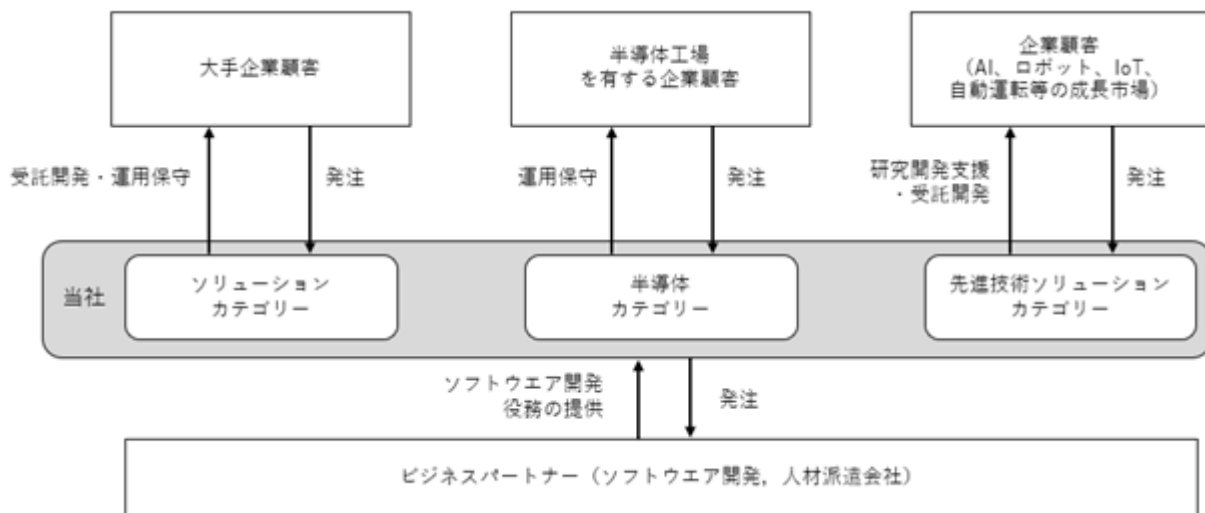 大手企業顧客
半導体工場
を有する企業顧客
企業顧客
（AI、ロボット、IoT、
自動運転等の成長市場）
受託開発・運用保守
発注
運用保守
発注
研究開発支援
・受託開発
発注
当社
ソリューション
カテゴリー
半導体
カテゴリー
先進技術ソリューション
カテゴリー
ソフトウエア開発
役務の提供
発注
ビジネスパートナー（ソフトウエア開発，人材派遣会社）